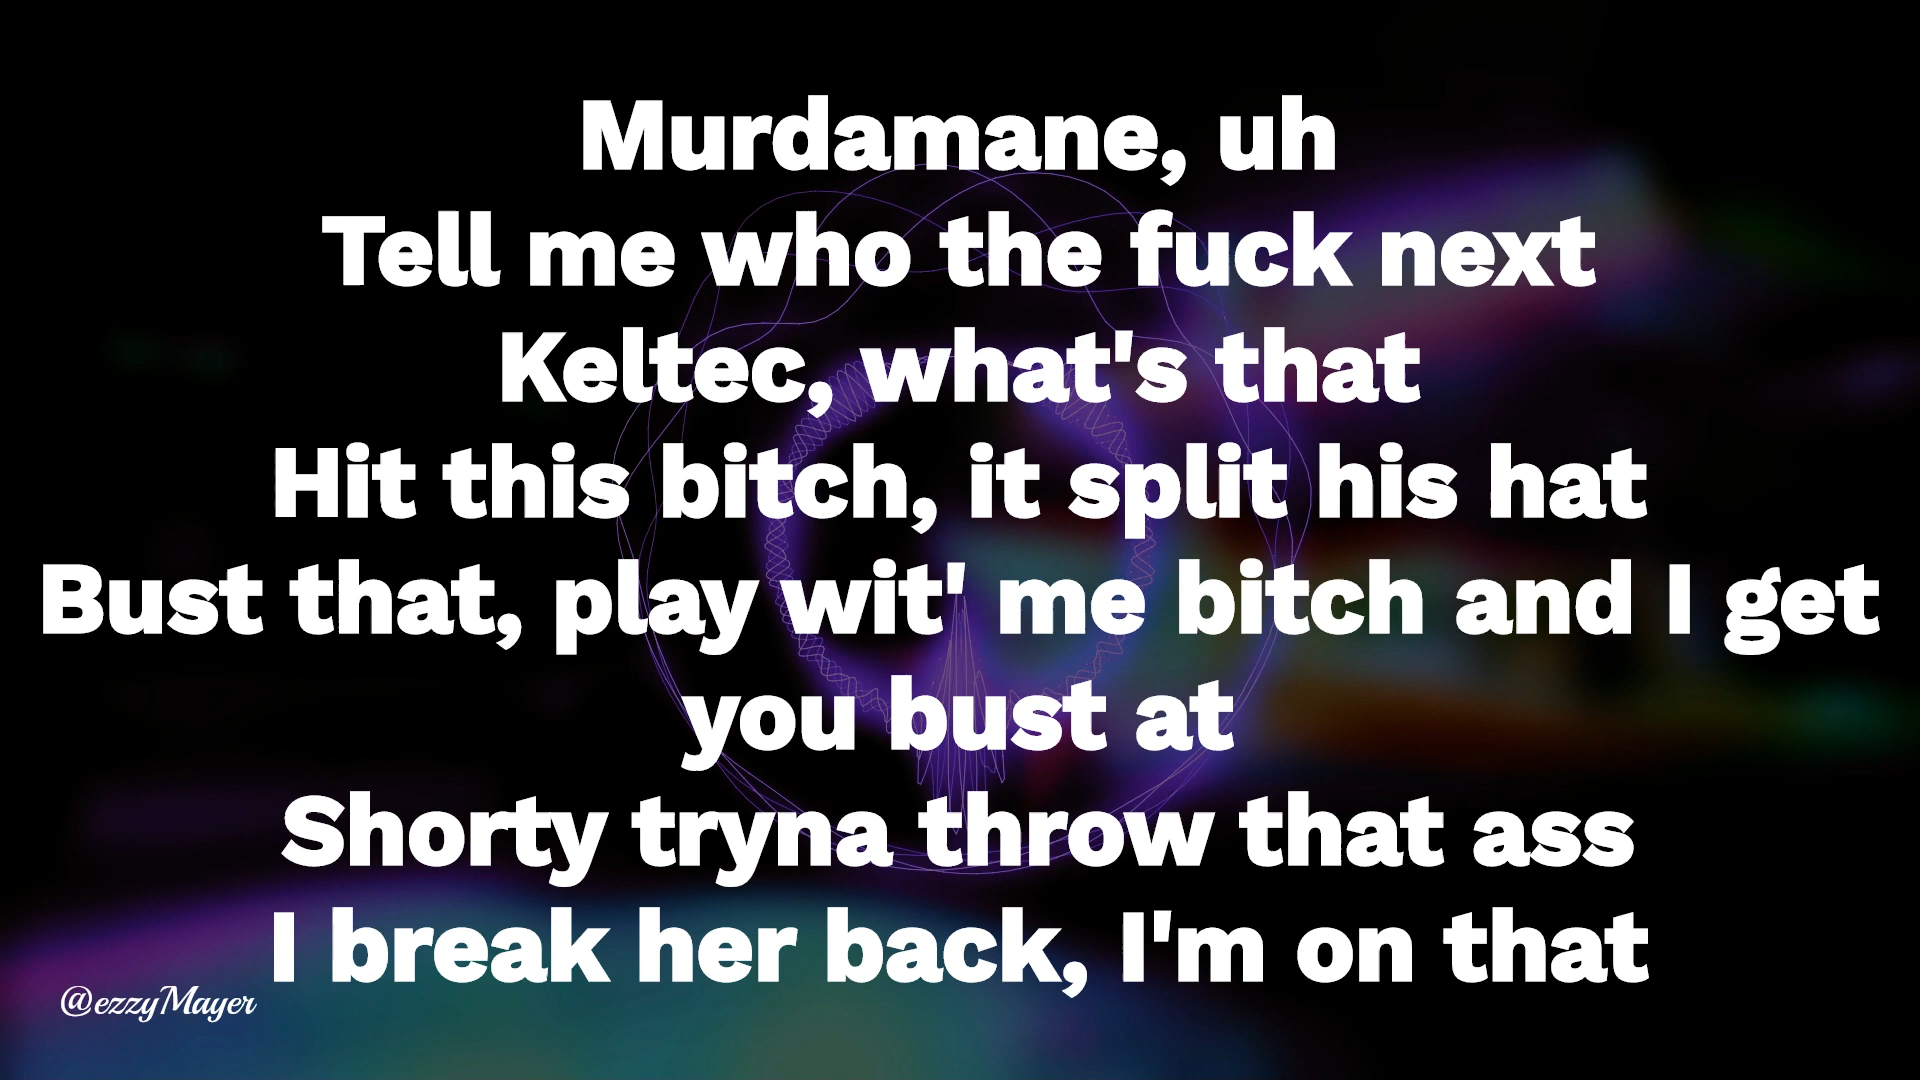 Murdamane, uh
Tell me who the fuck next
Keltec, what's that
Hit this bitch, it split his hat
Bust that, play wit' me bitch and I get
you bust at
Shorty tryna throw that ass
I break her back, I'm on that
@ezzyMayer